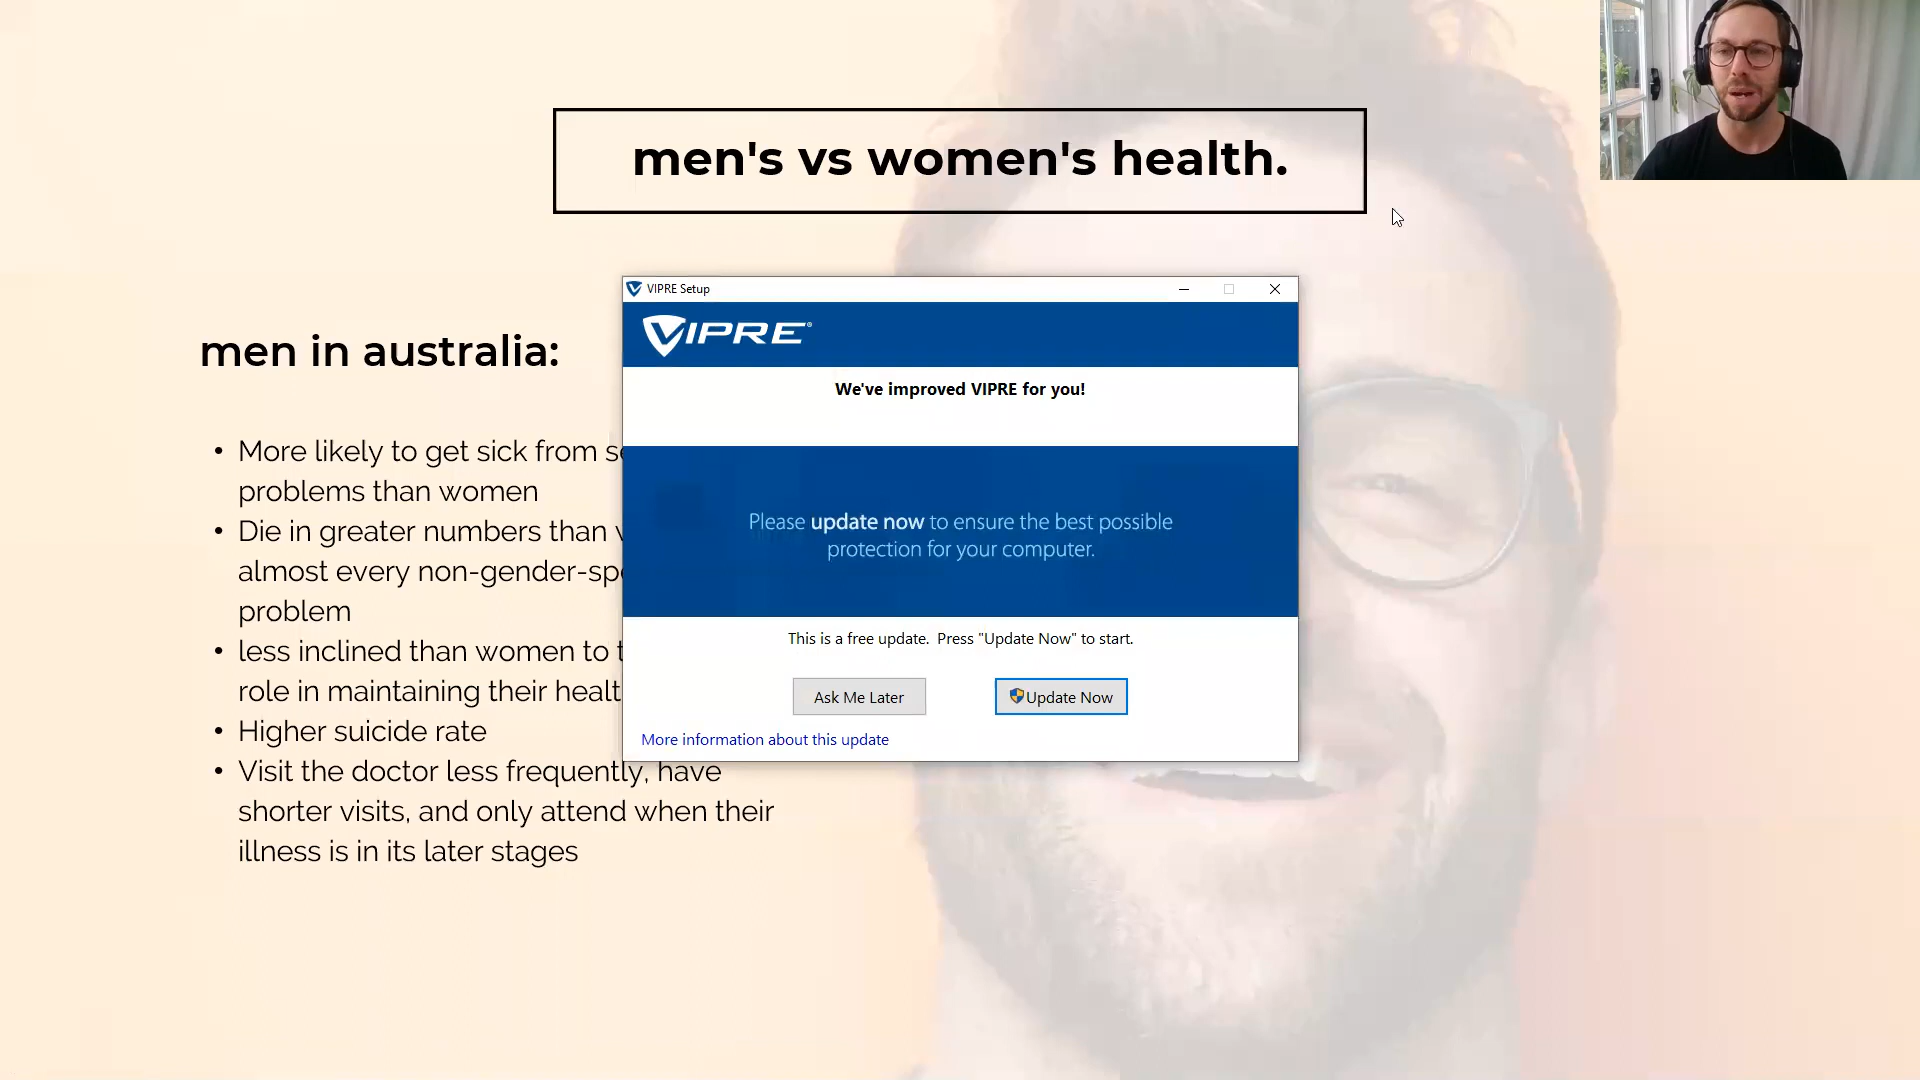 men's vs women's health.
men in australia:
• More likely to get sick from
problems than women
• Die in greater numbers than
almost every
problem
• less inclined than women to
role in maintaining their
• Higher suicide rate
• Visit the doctor less frequently, have
shorter visits, and only attend when their
illness is in its later stages
VIPRE Setup
VIPRE®
We've improved VIPRE for you!
Please update now to ensure the best possible
protection for your computer.
This is a free update. Press "Update Now" to start.
Ask Me Later
Update Now
More information about this update